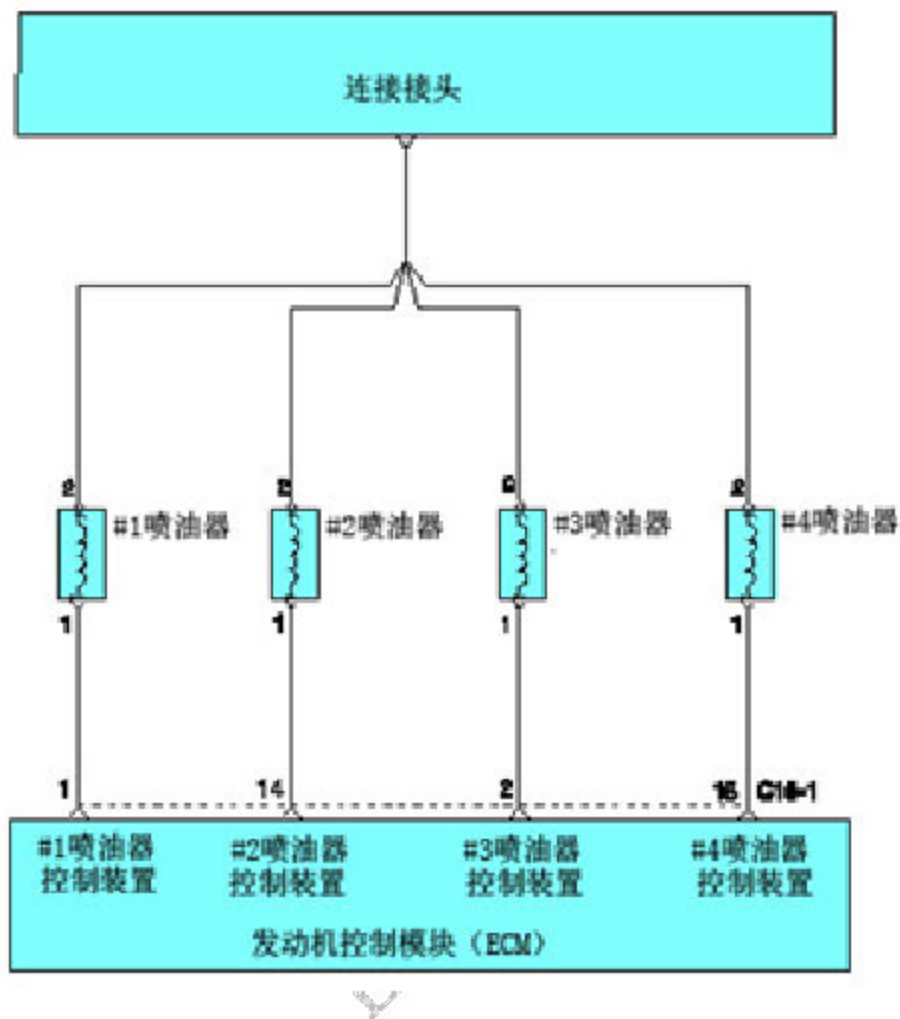 连接接头
2 2 2
#1喷油器 #2喷油器 #3喷油器 #4喷油器
1 1 1 1
1 14 2
#1喷油器 #2喷油器 #3喷油器 #4喷油器
控制装置 控制装置 控制装置 控制装置
发动机控制模块（ECM）